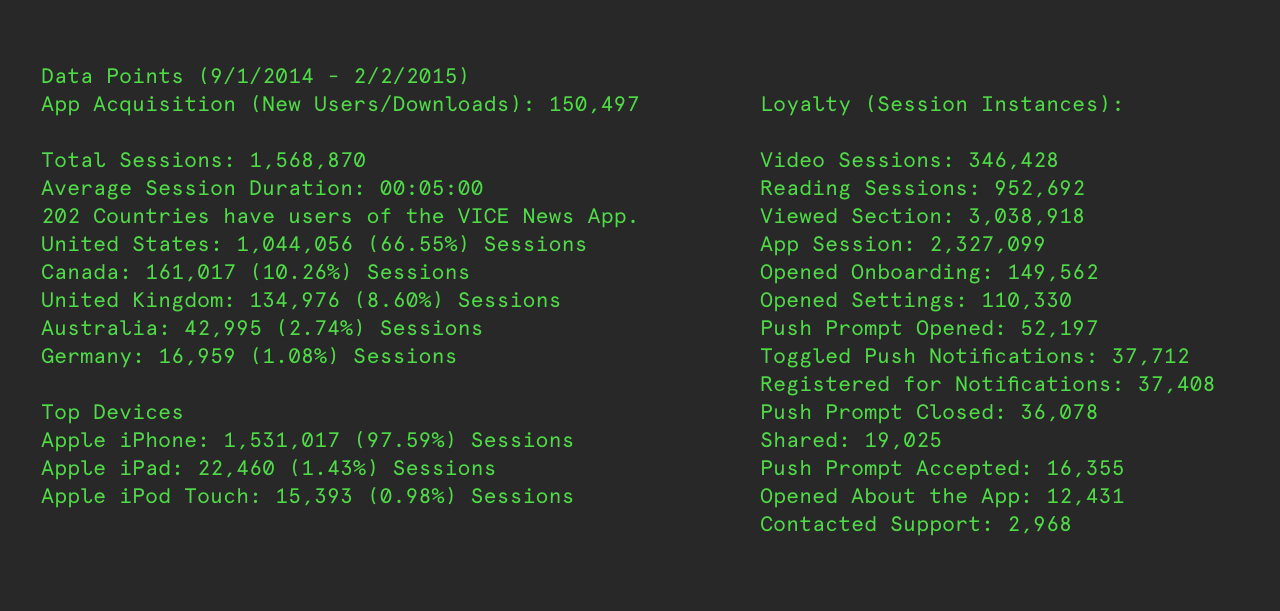 Data Points (9/1/2014 - 2/2/2015)
App Acquisition (New Users/Downloads): 150,497
Total Sessions: 1,568,870
Average Session Duration: 00:05:00
202 Countries have users of the VICE News App.
United States: 1,044,056 (66.55%) Sessions
Canada: 161,017 (10.26%) Sessions
United Kingdom: 134,976 (8.60%) Sessions
Australia: 42,995 (2.74%) Sessions
Germany: 16,959 (1.08%) Sessions
Top Devices
Apple iPhone: 1,531,017 (97.59%) Sessions
Apple iPad: 22,460 (1.43%) Sessions
Apple iPod Touch: 15,393 (0.98%) Sessions
Loyalty (Session Instances):
Video Sessions: 346,428
Reading Sessions: 952,692
Viewed Section: 3,038,918
App Session: 2,327,099
Opened Onboarding: 149,562
Opened Settings: 110,330
Push Prompt Opened: 52,197
Toggled Push Notifications: 37,712
Registered for Notifications: 37,408
Push Prompt Closed: 36,078
Shared: 19,025
Push Prompt Accepted: 16,355
Opened About the App: 12,431
Contacted Support: 2,968